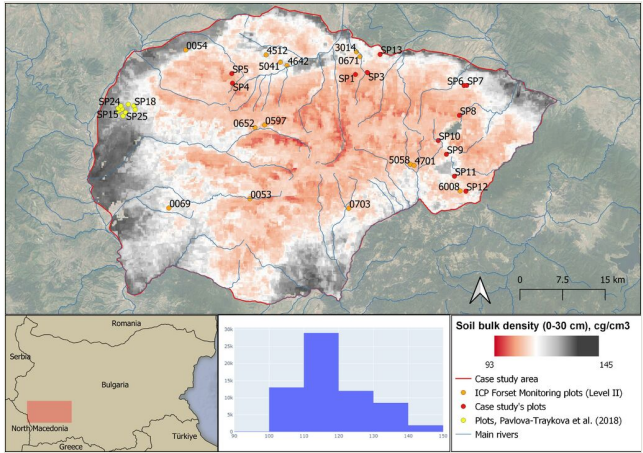 0054
4512
5041
4642
3014
0671
SP13
SP5
SP4
SP1
SP3
SP6
SP7
SP24
SP18
SP15
SP25
SP8
0652
0597
SP10
SP9
5058
4701
SP11
6008
SP12
0069
0053
0703
0 7.5 15 km
Romania
Serbia
Bulgaria
North Macedonia
Türkiye
Greece
30k
25k
20k
15k
10k
5k
0
90 100 110 120 130 140 150
Soil bulk density (0-30 cm), cg/cm3
93 145
Case study area
ICP Forset Monitoring plots (Level II)
Case study's plots
Plots, Pavlova-Traykova et al. (2018)
Main rivers